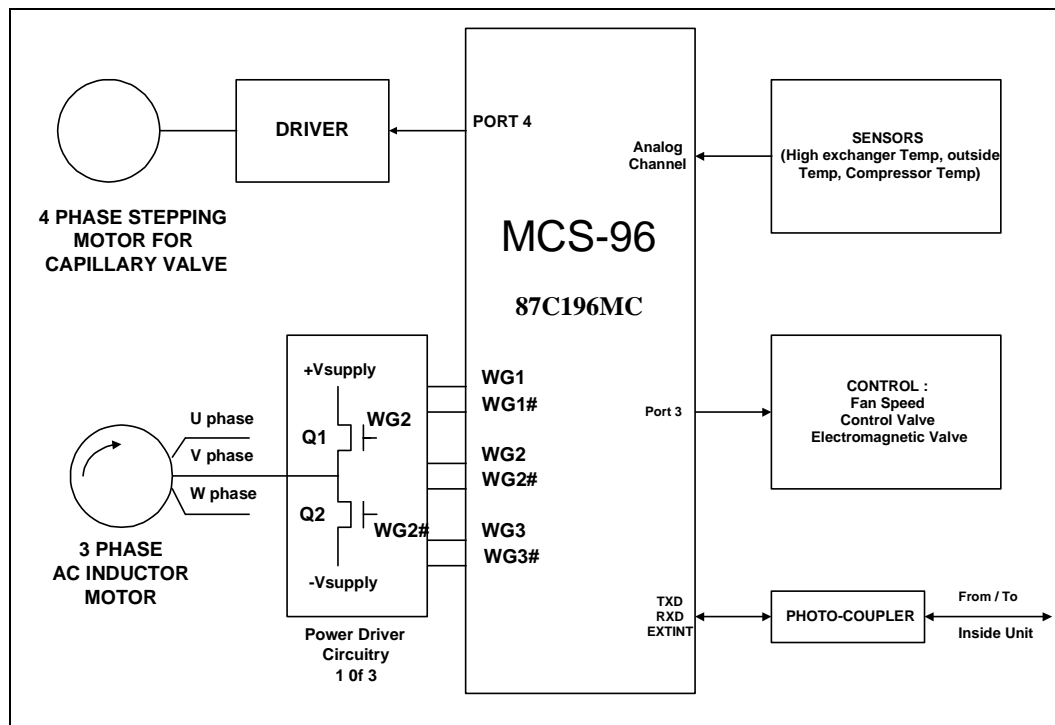 DRIVER
PORT 4
4 PHASE STEPPING
MOTOR FOR
CAPILLARY VALVE
MCS-96
87C196MC
Analog
Channel
SENSORS
(High exchanger Temp, outside
Temp, Compressor Temp)
+Vsupply
WG2
Q1
Q2
WG2#
-Vsupply
U phase
V phase
W phase
3 PHASE
AC INDUCTOR
MOTOR
Power Driver
Circuitry
1 0f 3
WG1
WG1#
WG2
WG2#
WG3
WG3#
Port 3
CONTROL :
Fan Speed
Control Valve
Electromagnetic Valve
TXD
RXD
EXTINT
PHOTO-COUPLER
From / To
Inside Unit